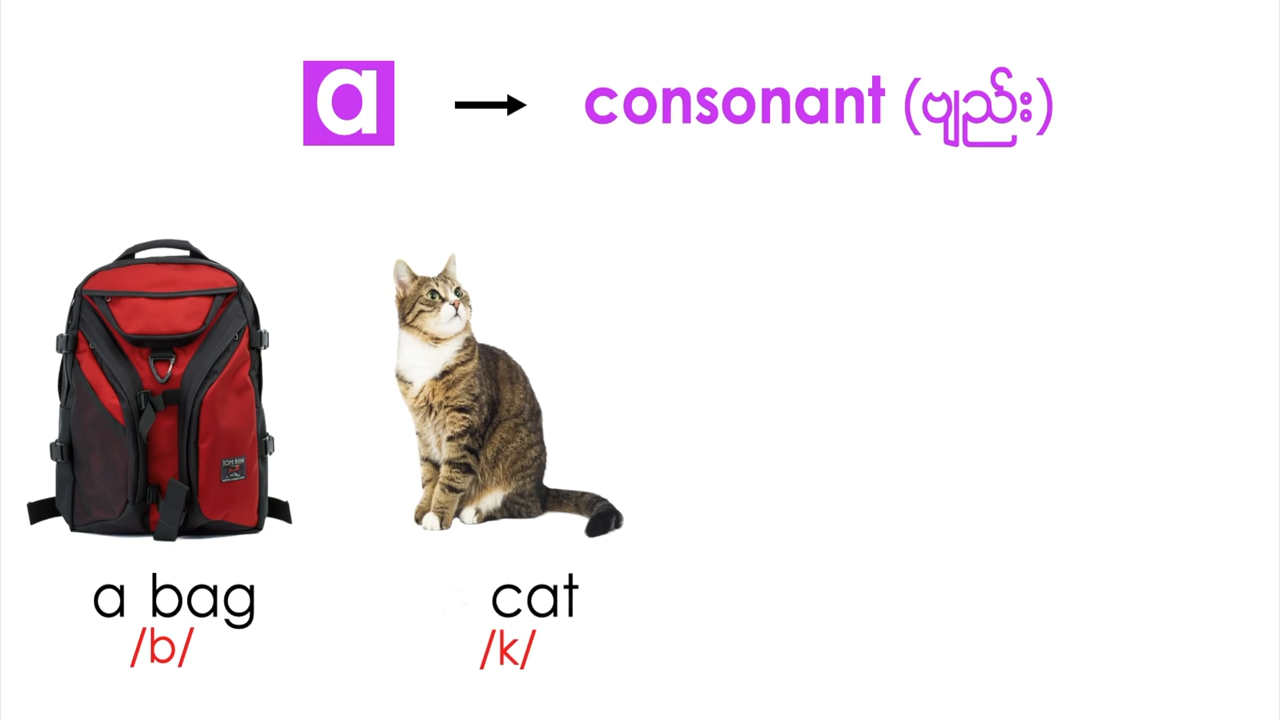 a → consonant (ဗျည်း)
a bag
/b/
cat
/k/